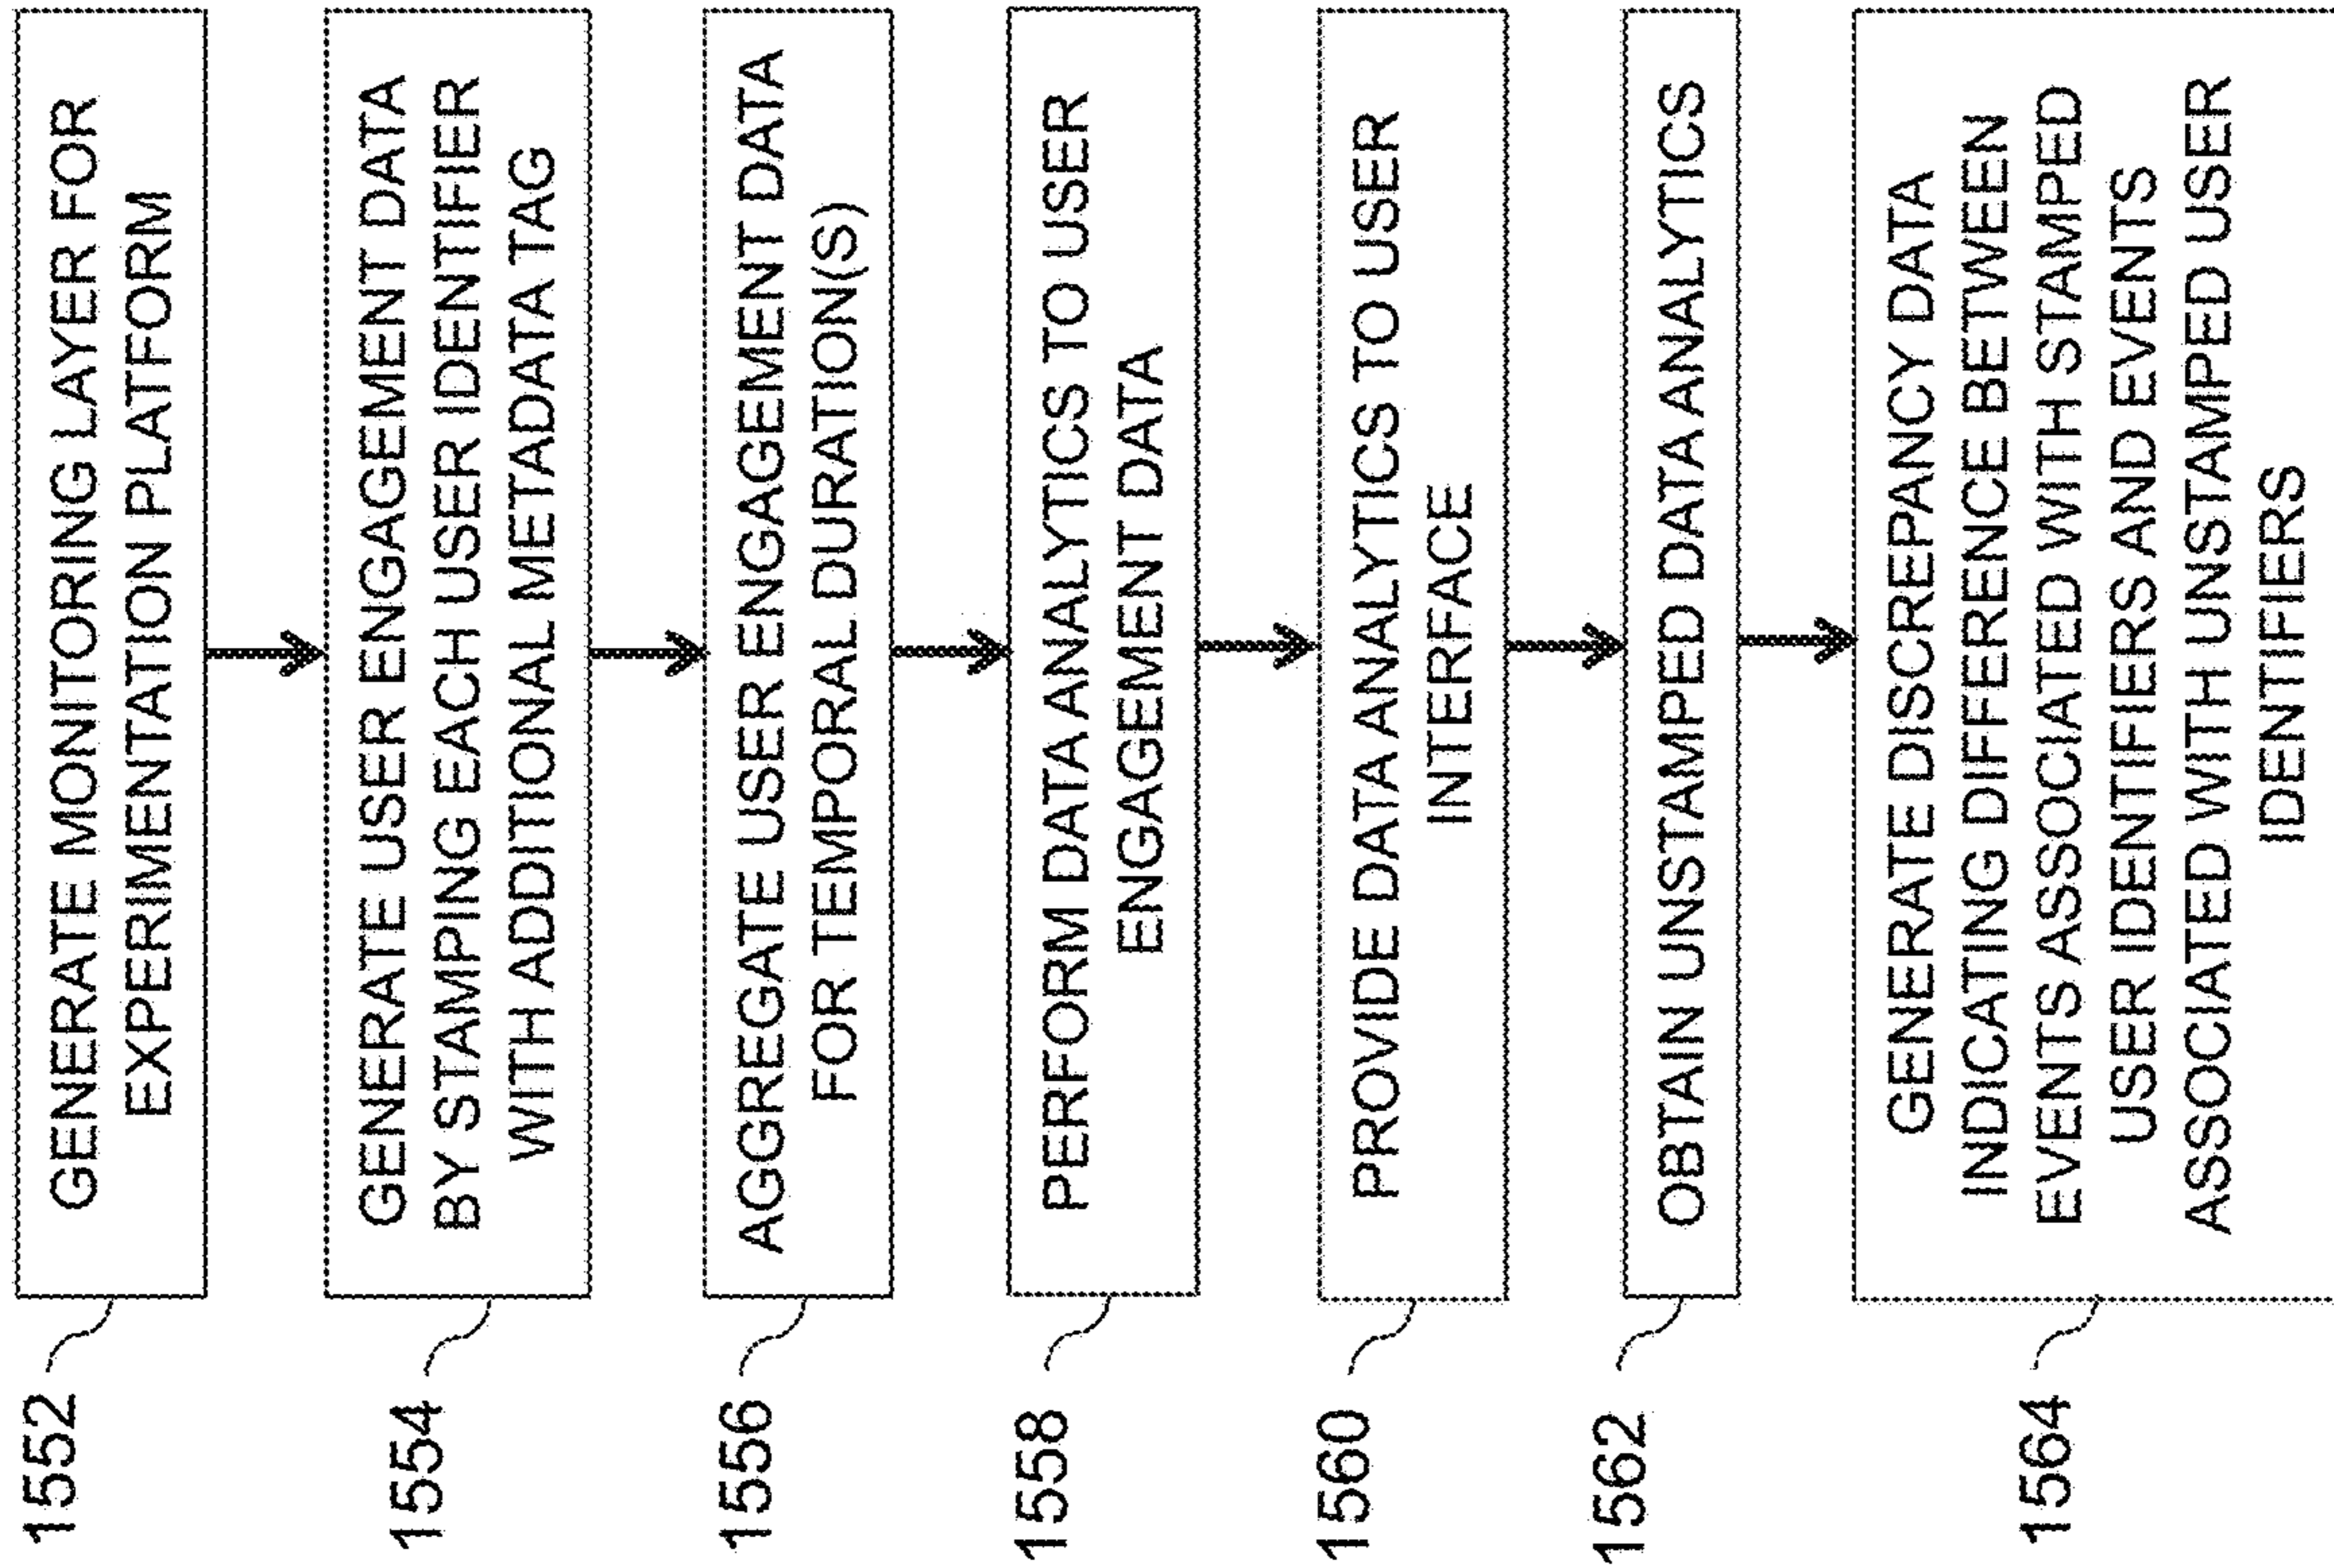 1552
GENERATE MONITORING LAYER FOR
EXPERIMENTATION PLATFORM
1554
GENERATE USER ENGAGEMENT DATA
BY STAMPING EACH USER IDENTIFIER
WITH ADDITIONAL METADATA TAG
1556
AGGREGATE USER ENGAGEMENT DATA
FOR TEMPORAL DURATION(S)
1558
PERFORM DATA ANALYTICS TO USER
ENGAGEMENT DATA
1560
PROVIDE DATA ANALYTICS TO USER
INTERFACE
1562
OBTAIN UNSTAMPED DATA ANALYTICS
1564
GENERATE DISCREPANCY DATA
INDICATING DIFFERENCE BETWEEN
EVENTS ASSOCIATED WITH STAMPED
USER IDENTIFIERS AND EVENTS
ASSOCIATED WITH UNSTAMPED USER
IDENTIFIERS